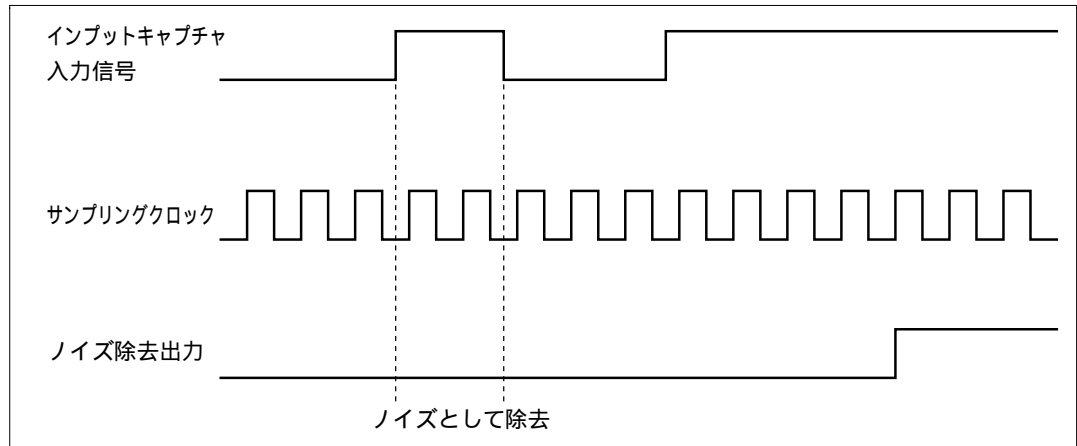 インプットキャプチャ
入力信号
サンプリングクロック
ノイズ除去出力
ノイズとして除去